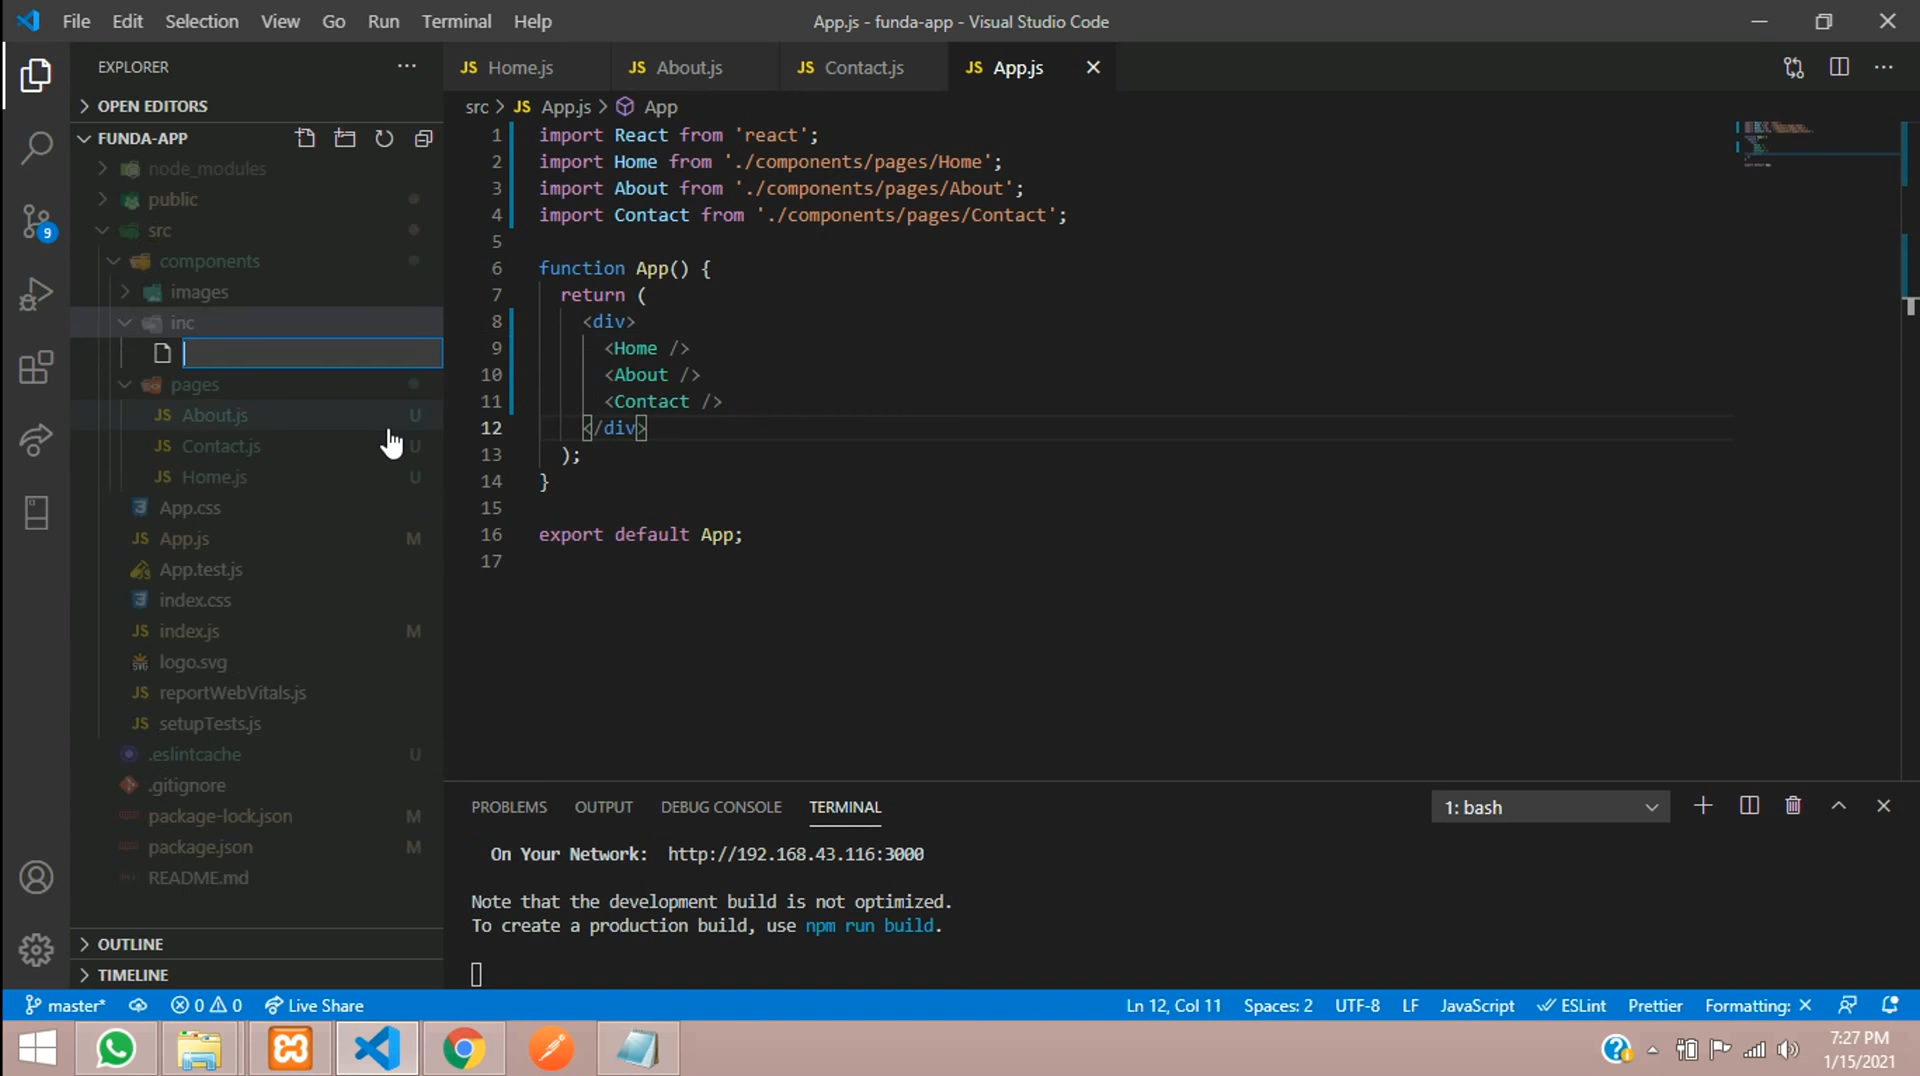 File Edit Selection View Go Run Terminal Help
App.js - funda-app - Visual Studio Code
EXPLORER
OPEN EDITORS
FUNDA-APP
node_modules
public
src
components
images
inc
pages
About.js U
Contact.js U
Home.js U
App.css
App.js M
App.test.js
index.css
index.js M
logo.svg
reportWebVitals.js
setupTests.js
.eslintcache U
.gitignore
package-lock.json M
package.json M
README.md
OUTLINE
TIMELINE
9
JS Home.js
JS About.js
JS Contact.js
JS App.js
src > JS App.js > App
1 import React from 'react';
2 import Home from './components/pages/Home';
3 import About from './components/pages/About';
4 import Contact from './components/pages/Contact';
5
6 function App() {
7 return (
8 <div>
9 <Home />
10 <About />
11 <Contact />
12 </div>
13 );
14 }
15
16 export default App;
17
PROBLEMS OUTPUT DEBUG CONSOLE TERMINAL
1: bash
On Your Network: http://192.168.43.116:3000
Note that the development build is not optimized.
To create a production build, use npm run build.
master* 0 0 Live Share
Ln 12, Col 11 Spaces: 2 UTF-8 LF JavaScript ESLint Prettier Formatting: ×
7:27 PM
1/15/2021